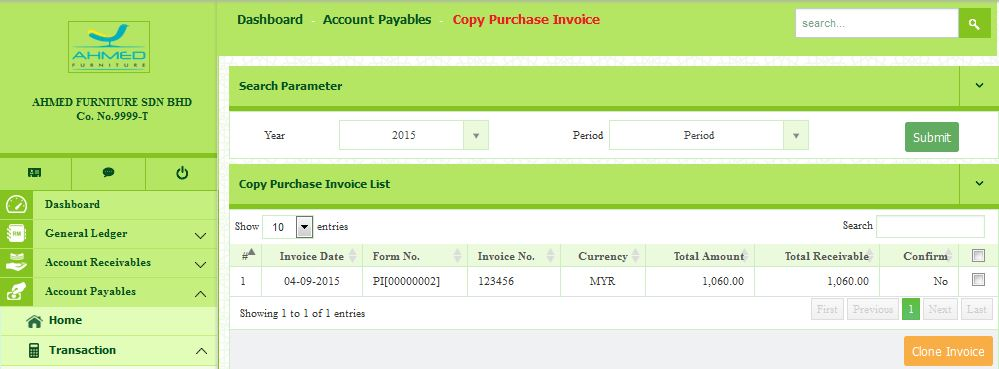 Dashboard - Account Payables - Copy Purchase Invoice
search...
AHMED
FURNITURE
AHMED FURNITURE SDN BHD
Co. No.9999-T
Dashboard
RM General Ledger
Account Receivables
Account Payables
Home
Transaction
Search Parameter
Year 2015 Period Period Submit
Copy Purchase Invoice List
Show 10 entries Search
# Invoice Date Form No. Invoice No. Currency Total Amount Total Receivable Confirm
1 04-09-2015 PI[00000002] 123456 MYR 1,060.00 1,060.00 No
Showing 1 to 1 of 1 entries First Previous 1 Next Last
Clone Invoice